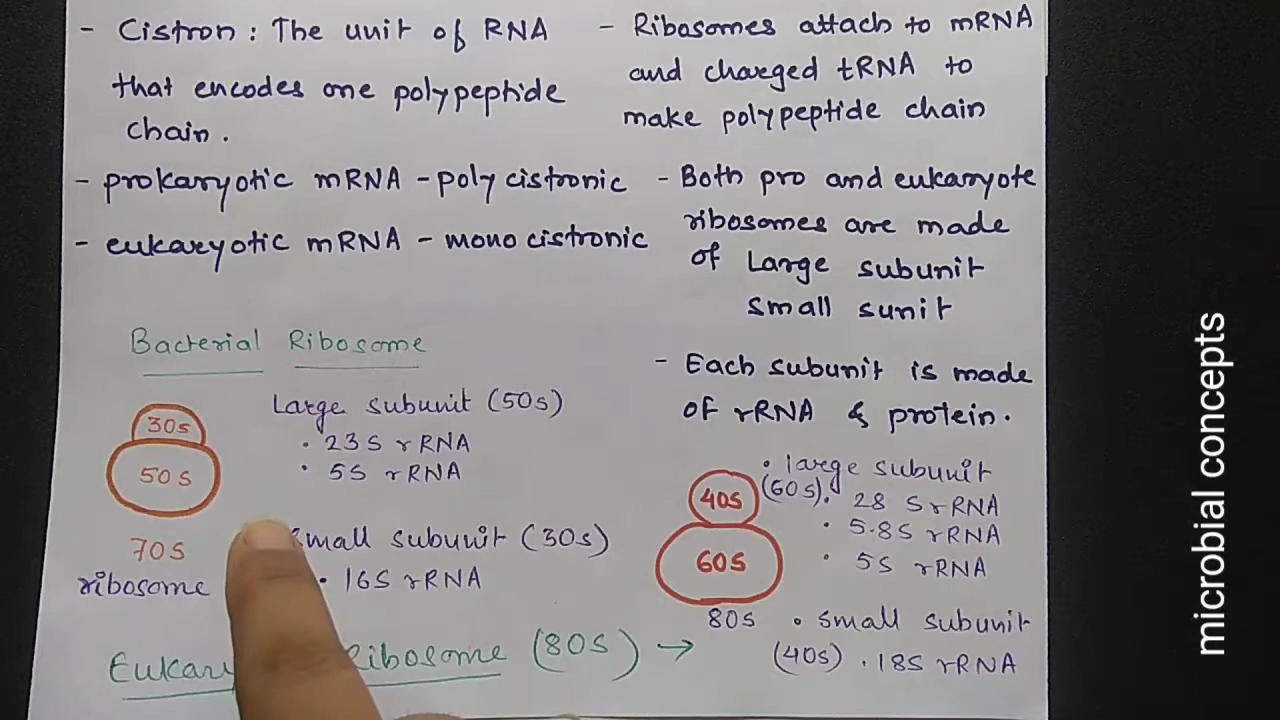 - Cistron: The unit of RNA
that encodes one polypeptide
chain.
- prokaryotic mRNA - polycistronic
- eukaryotic mRNA - mono cistronic
- Ribosomes attach to mRNA
and charged tRNA to
make polypeptide chain
- Both pro and eukaryote
ribosomes are made
of Large subunit
small sunit
- Each subunit is made
of rRNA & protein.
Bacterial Ribosome
30s
50s
70s
ribosome
Large subunit (50s)
• 23S rRNA
• 5S rRNA
small subunit (30s)
• 16S rRNA
Ribosome (80s) →
40s
60s
80s
• large subunit
(60s). 28 S rRNA
• 5.8S rRNA
• 5S rRNA
• small subunit
(40s) . 18S rRNA
microbial concepts